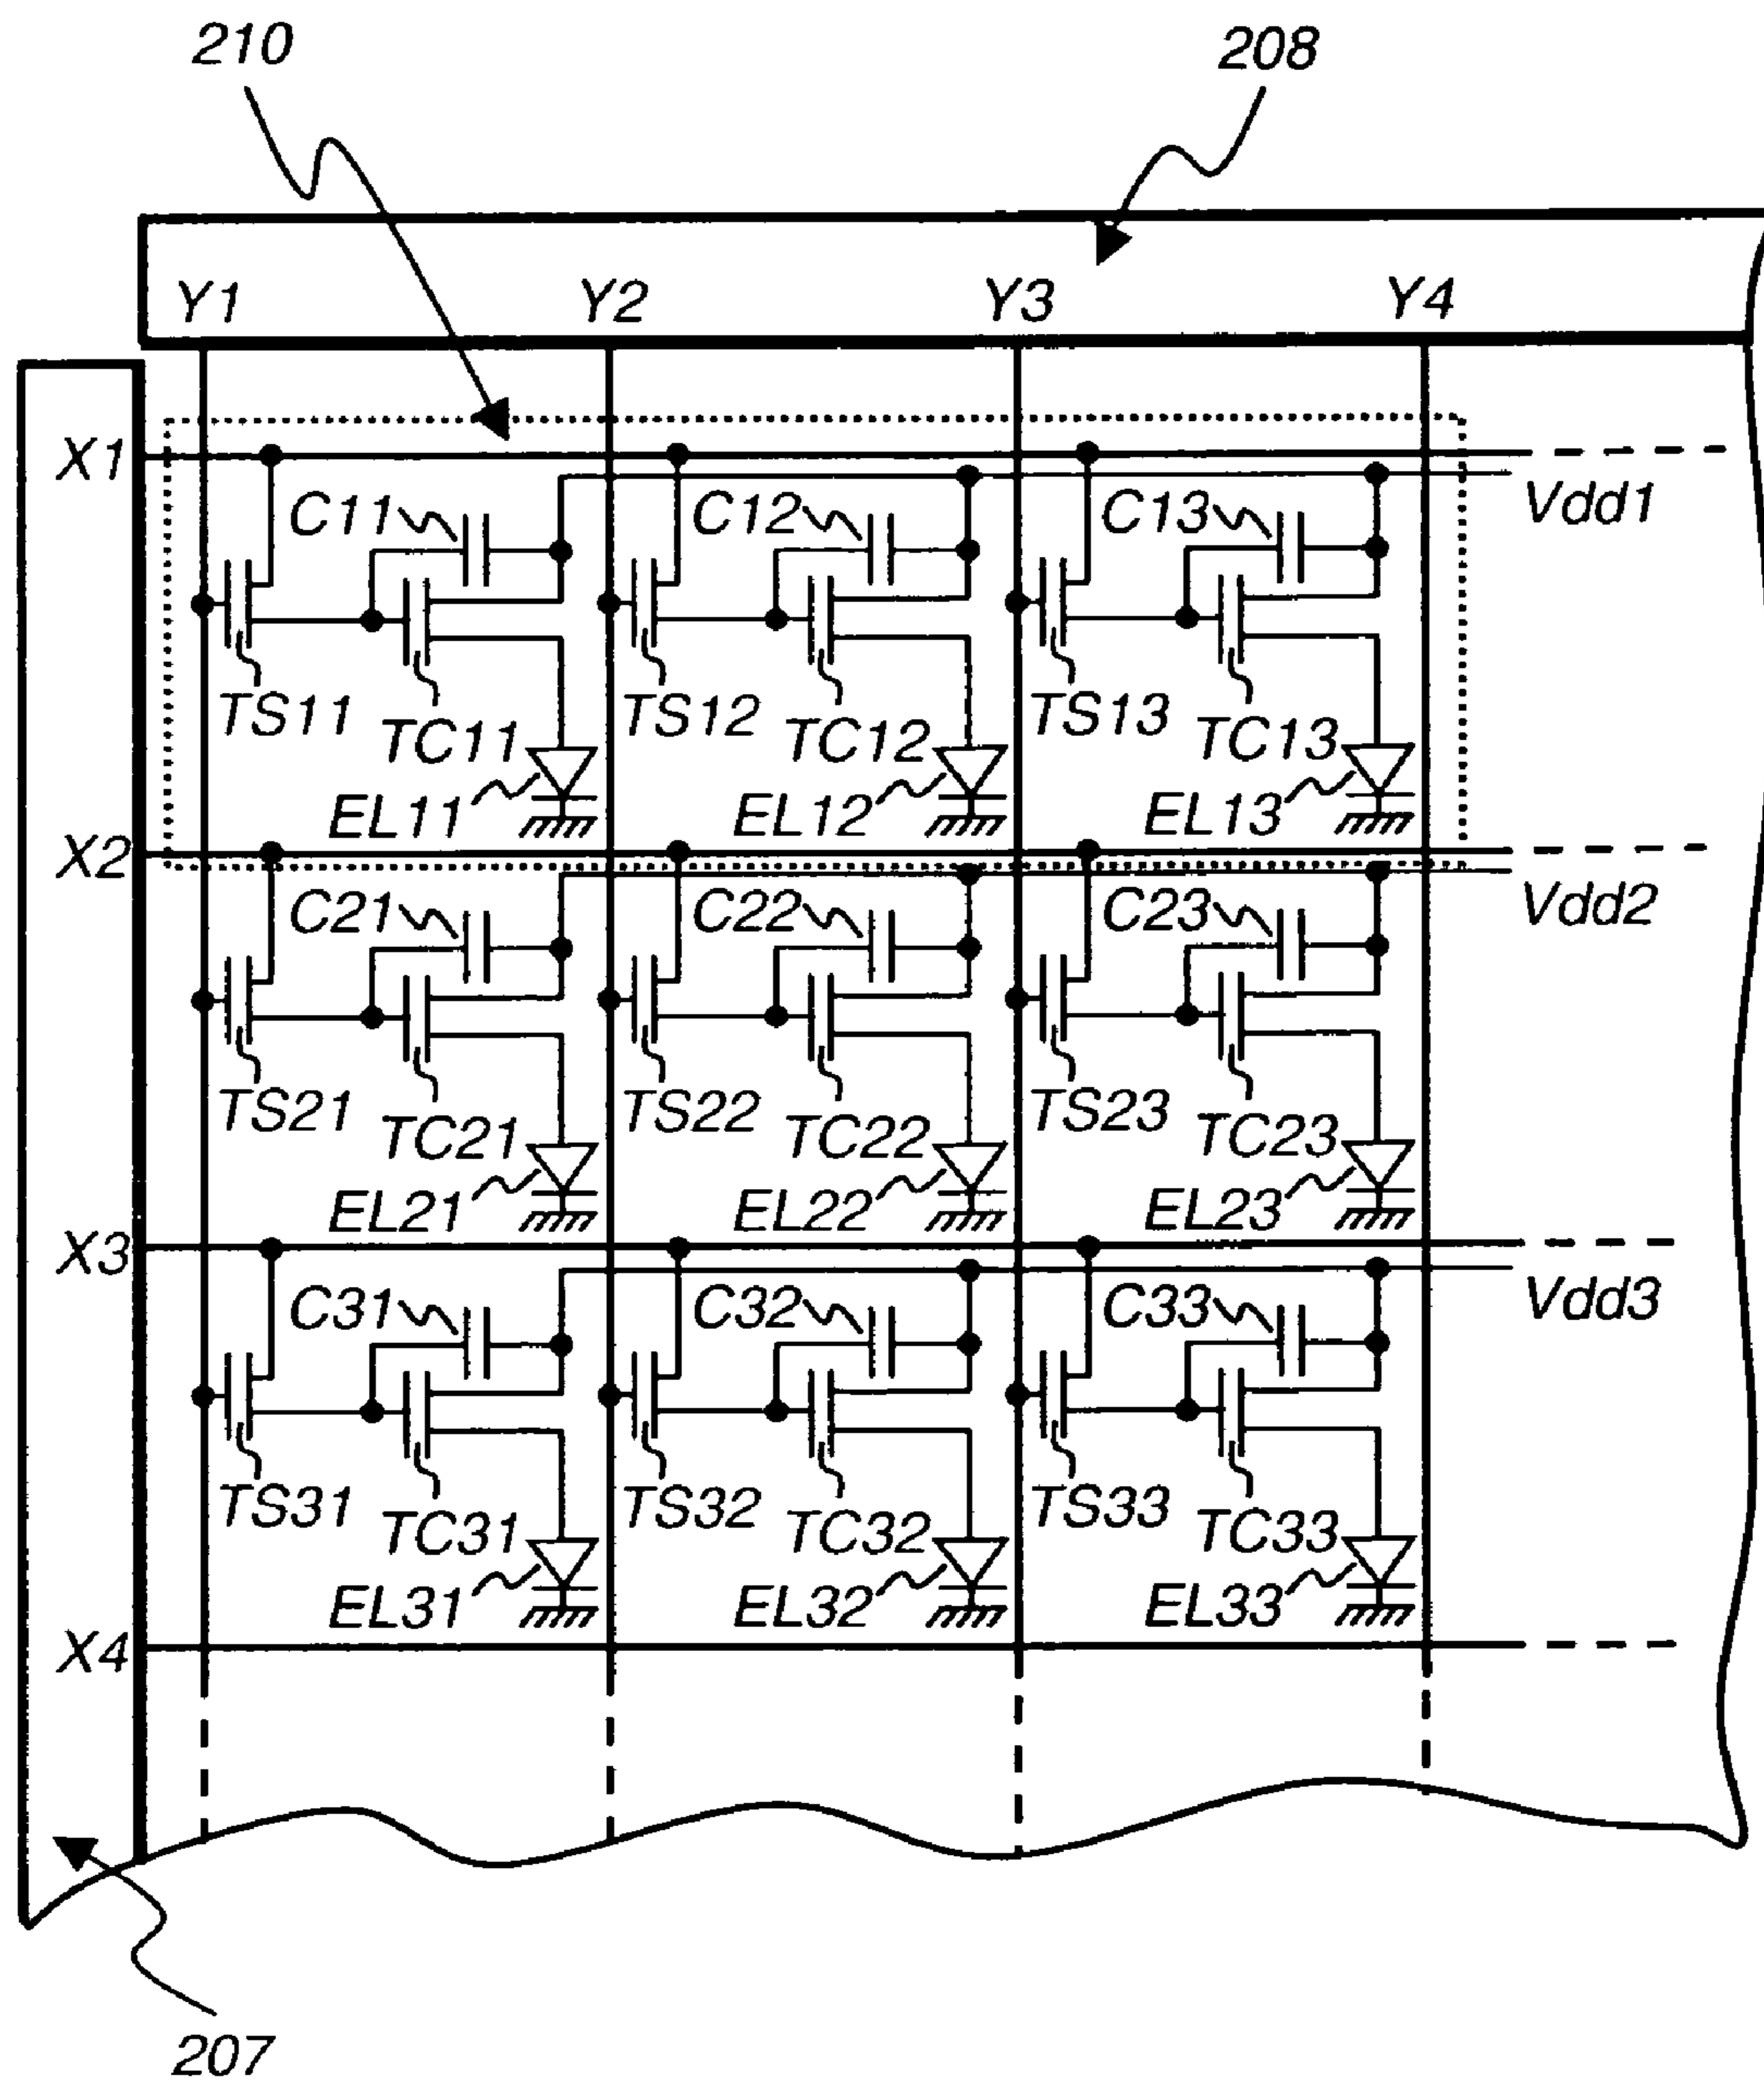 210 208
Y1 Y2 Y3 Y4
X1
Vdd1
C11 C12 C13
TS11 TS12 TS13
TC11 TC12 TC13
EL11 EL12 EL13
X2
Vdd2
C21 C22 C23
TS21 TS22 TS23
TC21 TC22 TC23
EL21 EL22 EL23
X3
Vdd3
C31 C32 C33
TS31 TS32 TS33
TC31 TC32 TC33
EL31 EL32 EL33
X4
207